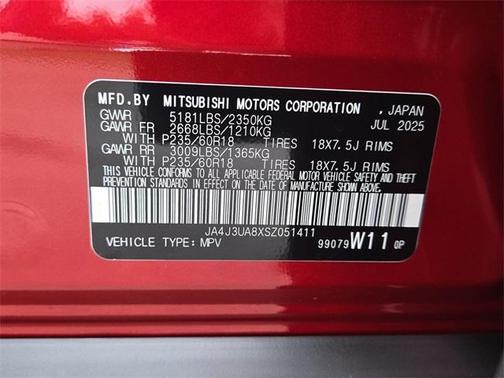 MFD.BY MITSUBISHI MOTORS CORPORATION , JAPAN
GVWR 5181LBS/2350KG JUL 2025
GAWR FR 2668LBS/1210KG
WITH P235/60R18 TIRES 18X7.5J RIMS
GAWR RR 3009LBS/1365KG
WITH P235/60R18 TIRES 18X7.5J RIMS
THIS VEHICLE CONFORMS TO ALL APPLICABLE FEDERAL MOTOR VEHICLE SAFETY AND THEFT
PREVENTION STANDARDS IN EFFECT ON THE DATE OF MANUFACTURE SHOWN ABOVE.
JA4J3UA8XSZ051411
VEHICLE TYPE: MPV 99079 W11 0P